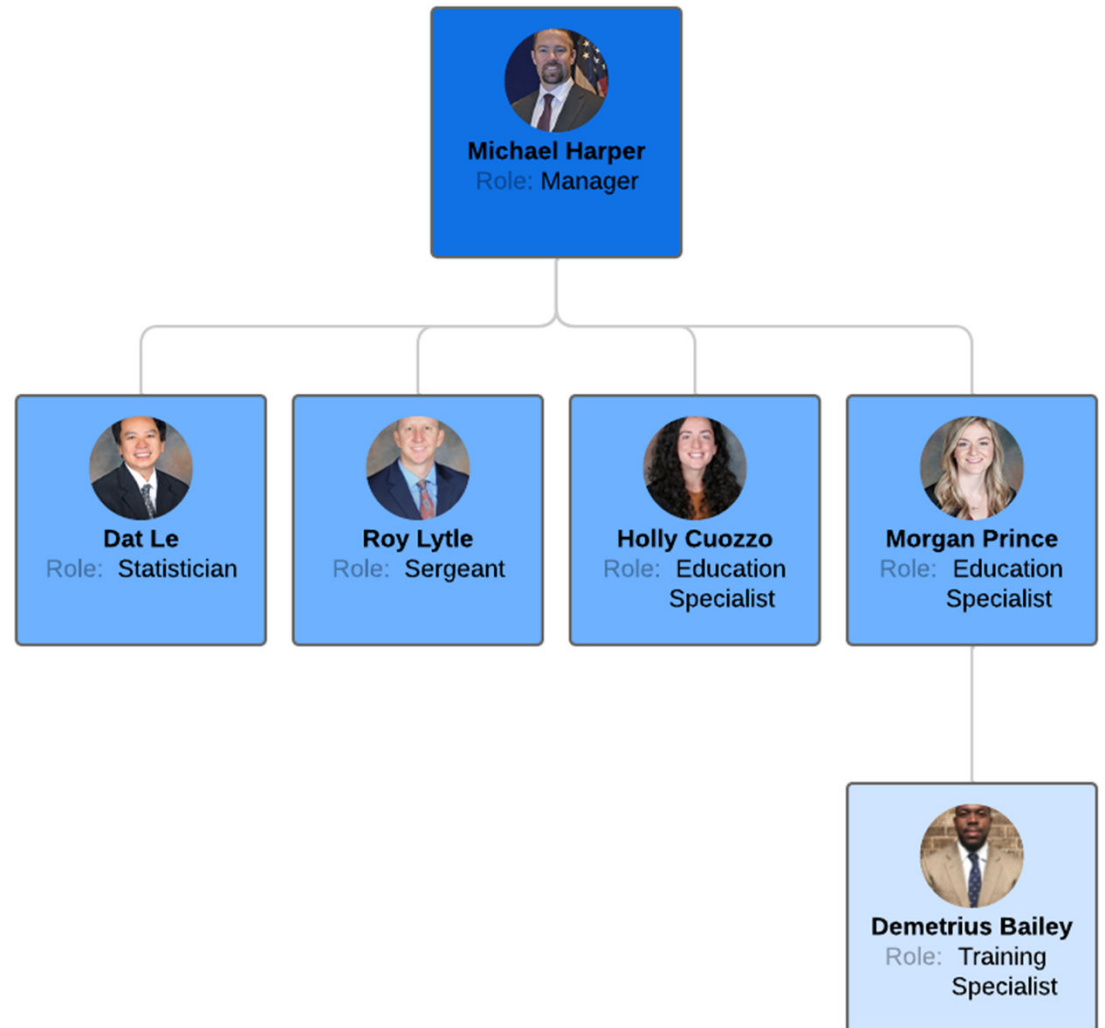 Michael Harper
Role: Manager
Dat Le
Role: Statistician
Roy Lytle
Role: Sergeant
Holly Cuozzo
Role: Education
Specialist
Morgan Prince
Role: Education
Specialist
Demetrius Bailey
Role: Training
Specialist